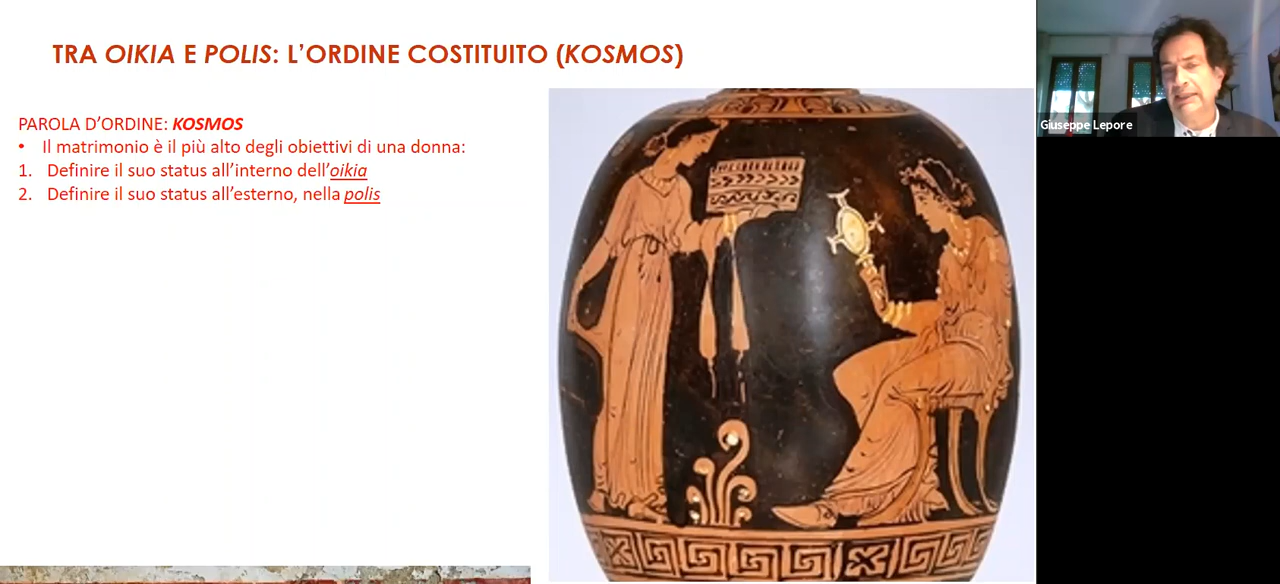 TRA OIKIA E POLIS: L’ORDINE COSTITUITO (KOSMOS)
PAROLA D’ORDINE: KOSMOS
• Il matrimonio è il più alto degli obiettivi di una donna:
1. Definire il suo status all’interno dell’oikia
2. Definire il suo status all’esterno, nella polis
Giuseppe Lepore